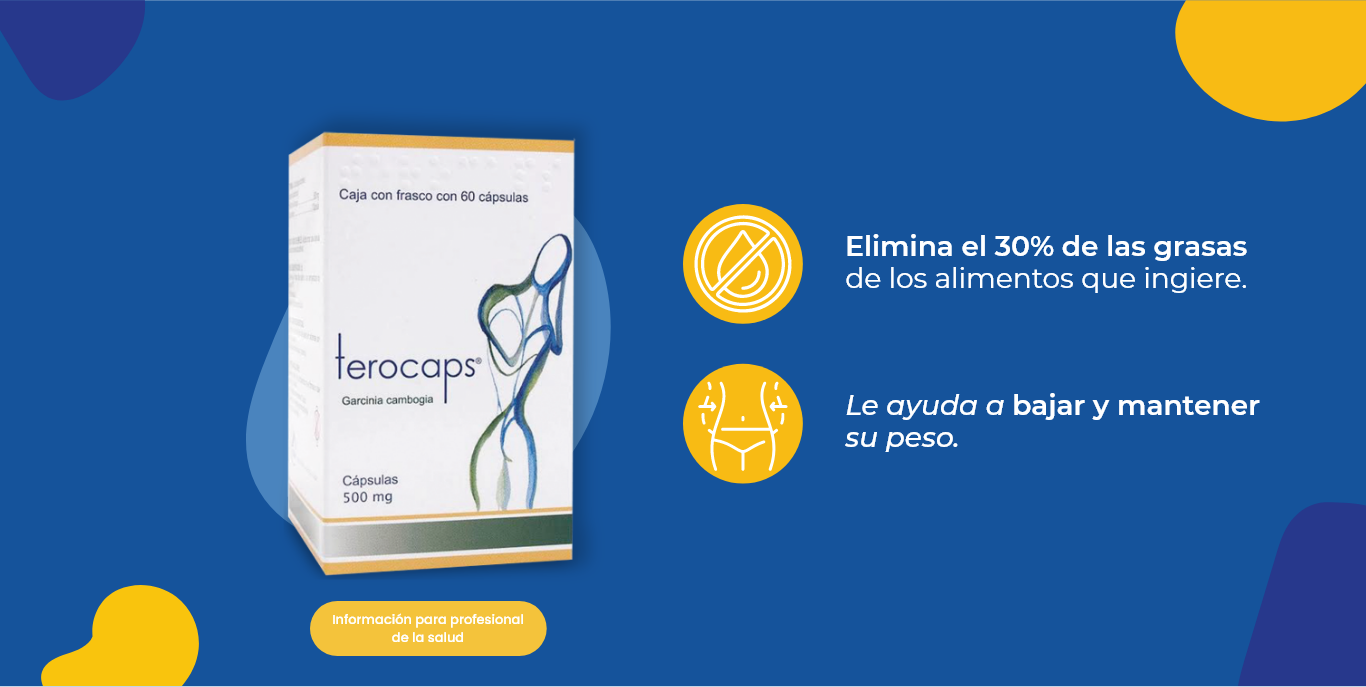 Caja con frasco con 60 cápsulas
terocaps®
Garcinia cambogia
Cápsulas
500 mg
Información para profesional
de la salud
Elimina el 30% de las grasas
de los alimentos que ingiere.
Le ayuda a bajar y mantener
su peso.